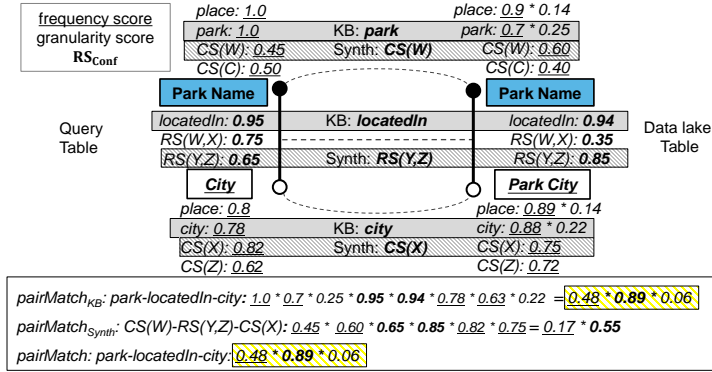 frequency score
granularity score
RS_Conf
place: 1.0
place: 0.9 * 0.14
park: 1.0 KB: park park: 0.7 * 0.25
CS(W): 0.45 Synth: CS(W) CS(W): 0.60
CS(C): 0.50 CS(C): 0.40
Park Name Park Name
locatedIn: 0.95 KB: locatedIn locatedIn: 0.94
Query Table
RS(W,X): 0.75 RS(W,X): 0.35
Data lake Table
RS(Y,Z): 0.65 Synth: RS(Y,Z) RS(Y,Z): 0.85
City Park City
place: 0.8 place: 0.89 * 0.14
city: 0.78 KB: city city: 0.88 * 0.22
CS(X): 0.82 Synth: CS(X) CS(X): 0.75
CS(Z): 0.62 CS(Z): 0.72
pairMatch_KB: park-locatedIn-city: 1.0 * 0.7 * 0.25 * 0.95 * 0.94 * 0.78 * 0.63 * 0.22 = 0.48 * 0.89 * 0.06
pairMatch_Synth: CS(W)-RS(Y,Z)-CS(X): 0.45 * 0.60 * 0.65 * 0.85 * 0.82 * 0.75 = 0.17 * 0.55
pairMatch: park-locatedIn-city: 0.48 * 0.89 * 0.06